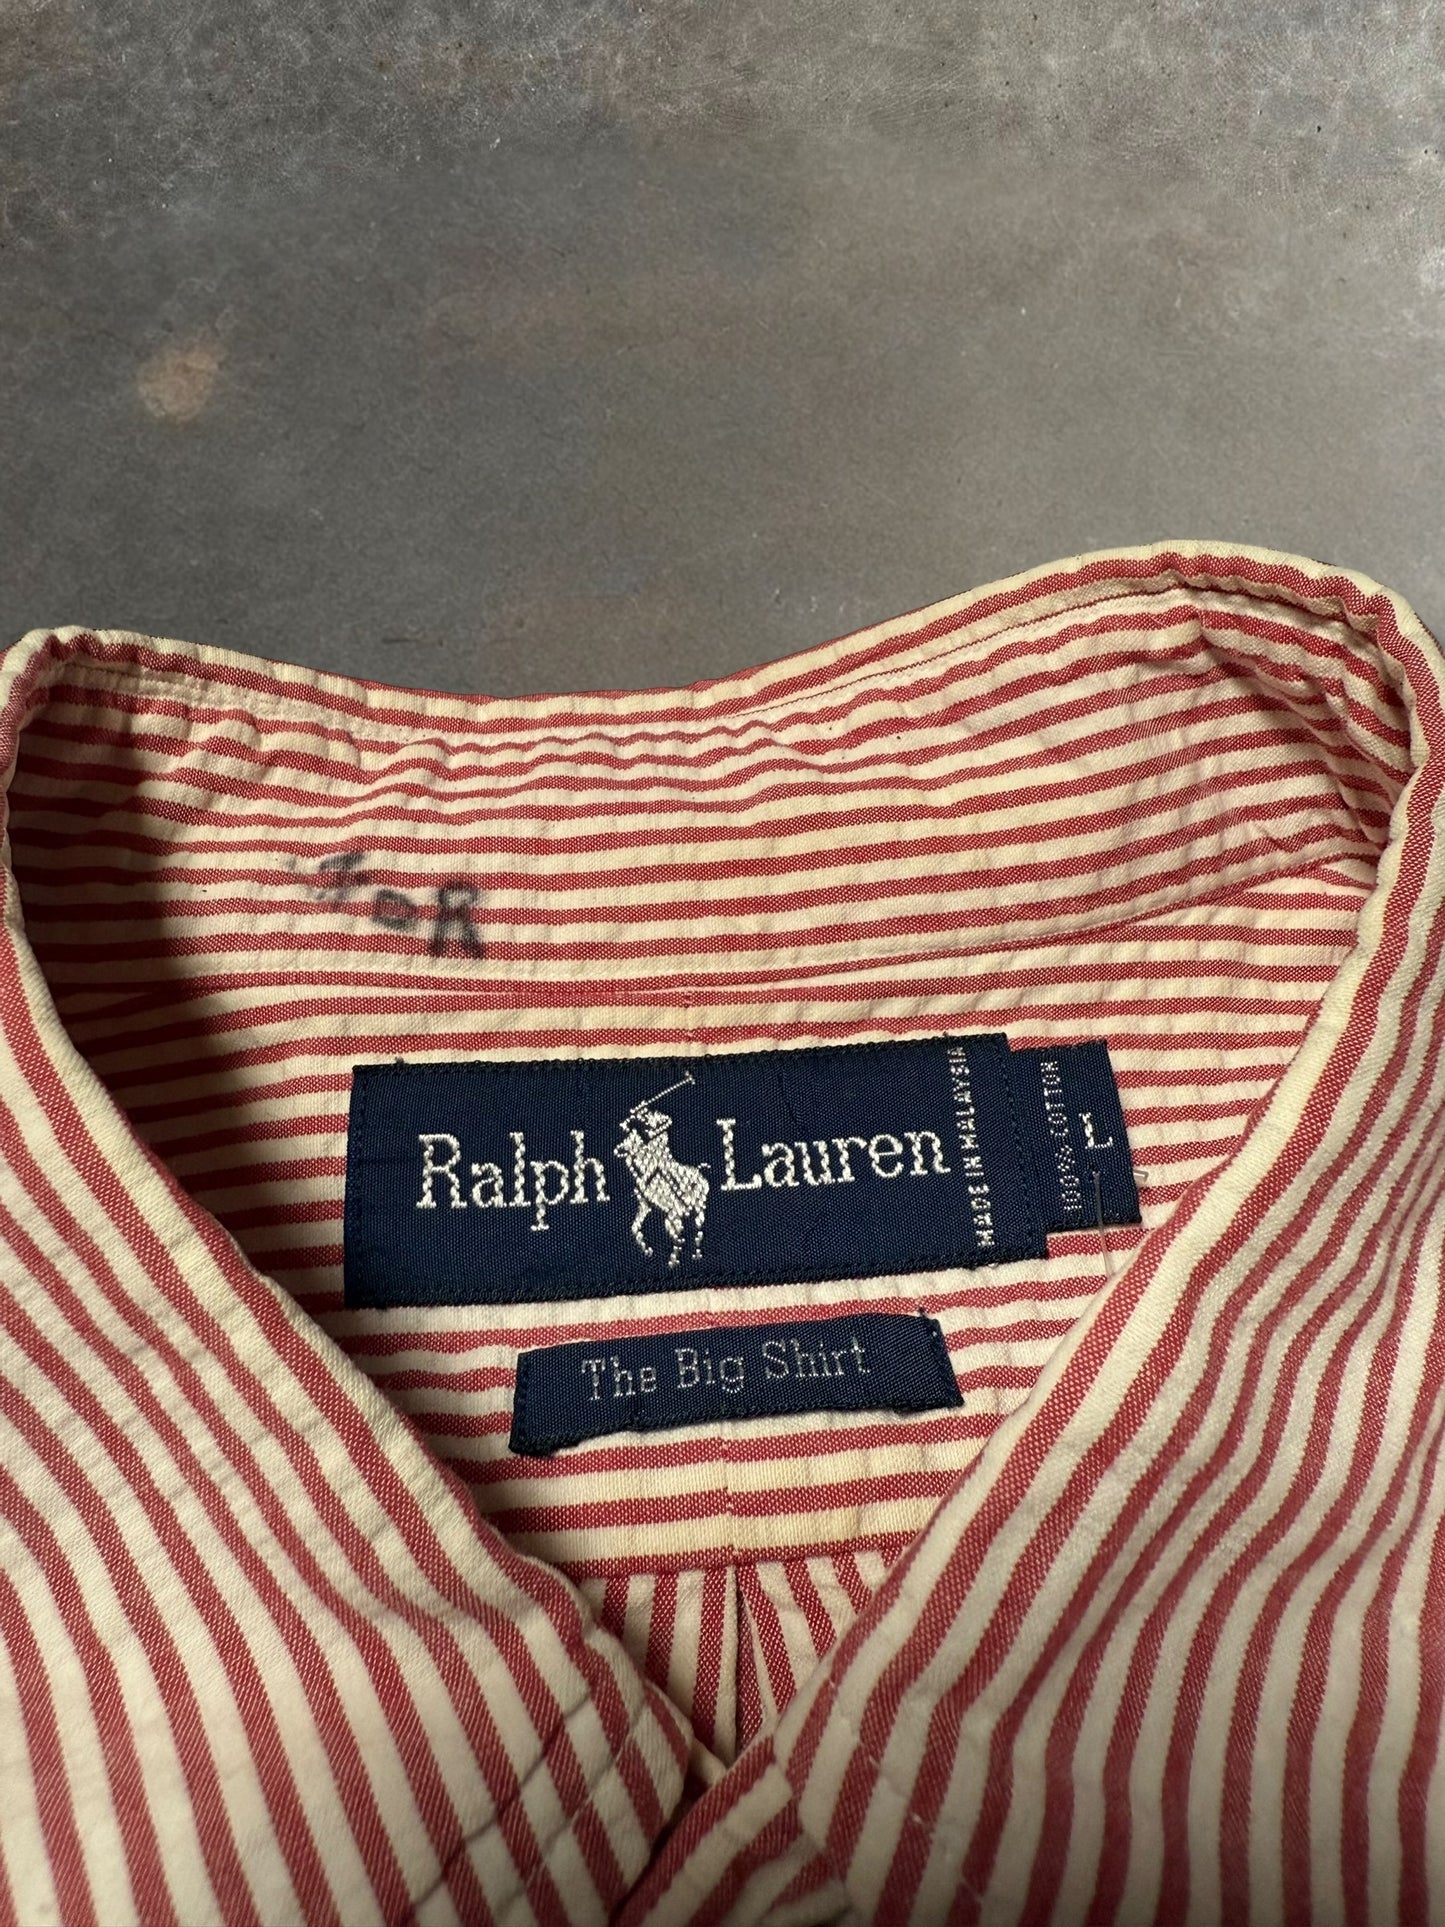 Ralph Lauren
MADE IN MALAYSIA
100% COTTON
L
The Big Shirt